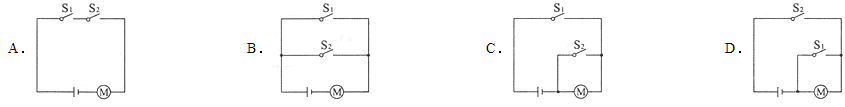 A. S₁ S₂ M
B. S₁ S₂ M
C. S₁ S₂ M
D. S₂ S₁ M